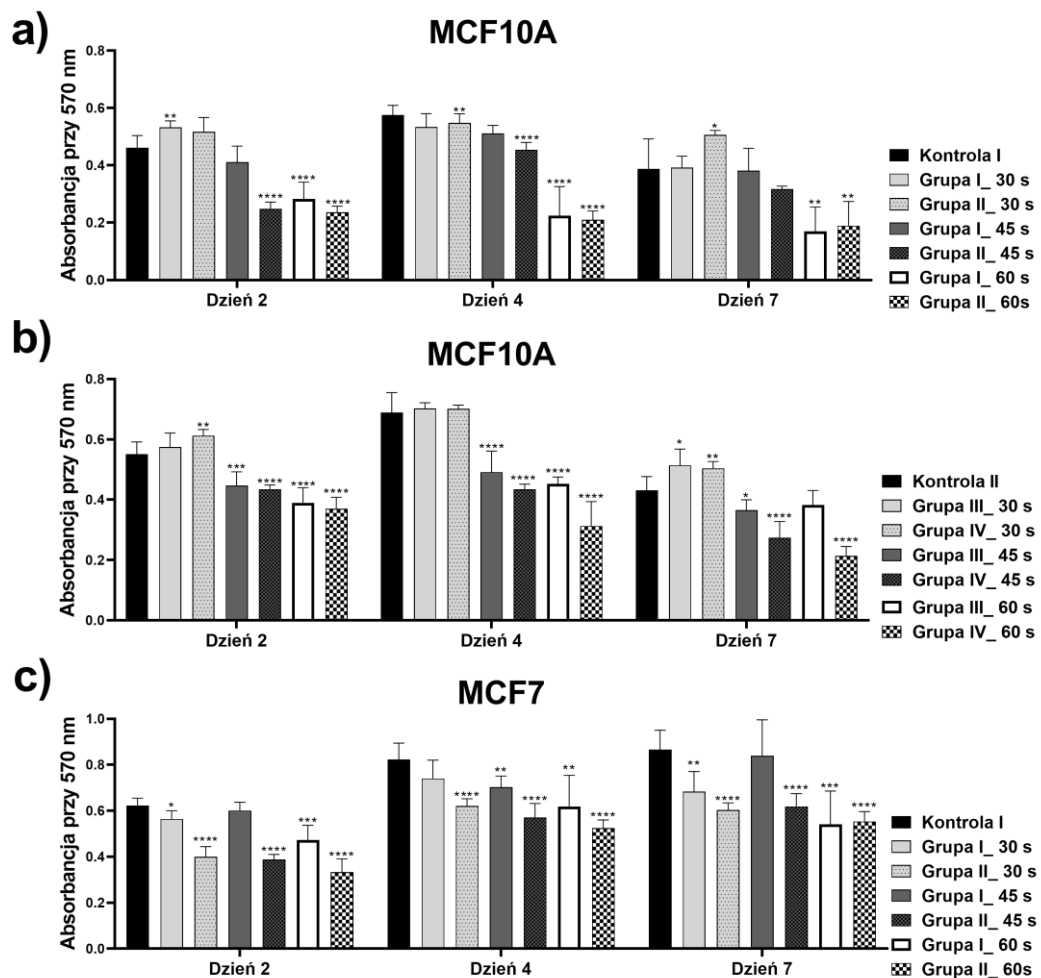 a)
MCF10A
Absorbancja przy 570 nm
0.8
0.6
0.4
0.2
0.0
** **** **** ****
** **** **** ****
* ** **
Dzień 2 Dzień 4 Dzień 7
Kontrola I
Grupa I_ 30 s
Grupa II_ 30 s
Grupa I_ 45 s
Grupa II_ 45 s
Grupa I_ 60 s
Grupa II_ 60s
b)
MCF10A
Absorbancja przy 570 nm
0.8
0.6
0.4
0.2
0.0
** *** **** **** ****
**** **** **** ****
* ** * **** ****
Dzień 2 Dzień 4 Dzień 7
Kontrola II
Grupa III_ 30 s
Grupa IV_ 30 s
Grupa III_ 45 s
Grupa IV_ 45 s
Grupa III_ 60 s
Grupa IV_ 60 s
c)
MCF7
Absorbancja przy 570 nm
1.0
0.8
0.6
0.4
0.2
0.0
* **** **** *** ****
**** ** **** ** ****
** **** **** *** ****
Dzień 2 Dzień 4 Dzień 7
Kontrola I
Grupa I_ 30 s
Grupa II_ 30 s
Grupa I_ 45 s
Grupa II_ 45 s
Grupa I_ 60 s
Grupa II_ 60s